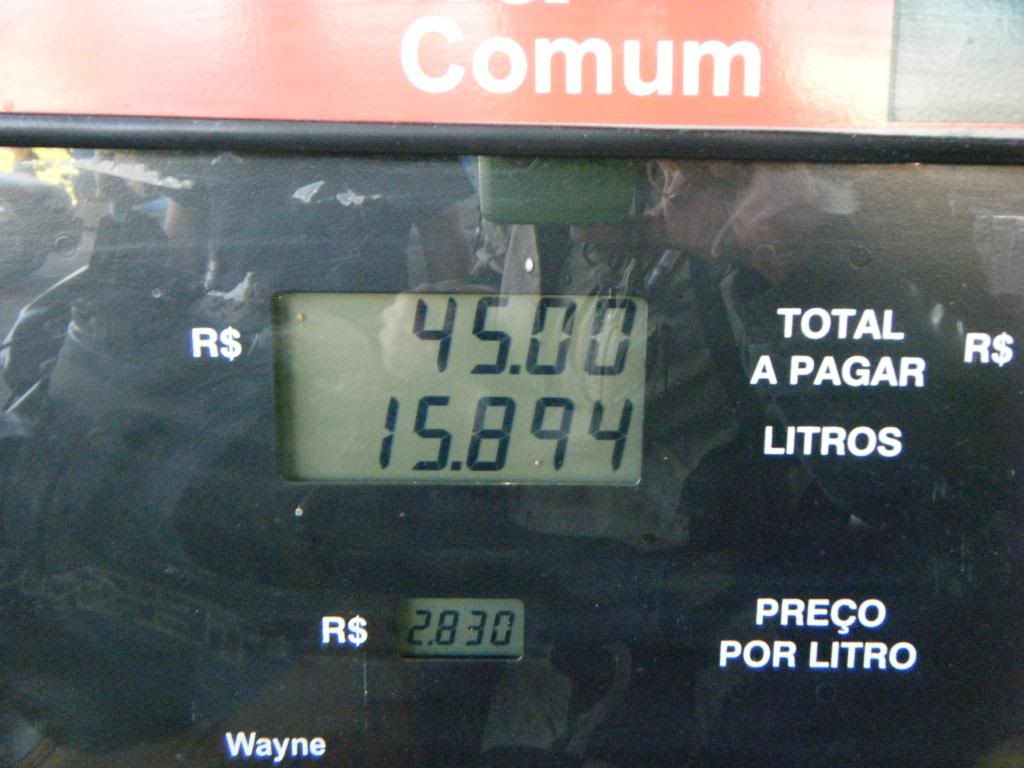 Comum
R$ 45.00 TOTAL
A PAGAR R$
15.894 LITROS
R$ 2.830 PREÇO
POR LITRO
Wayne